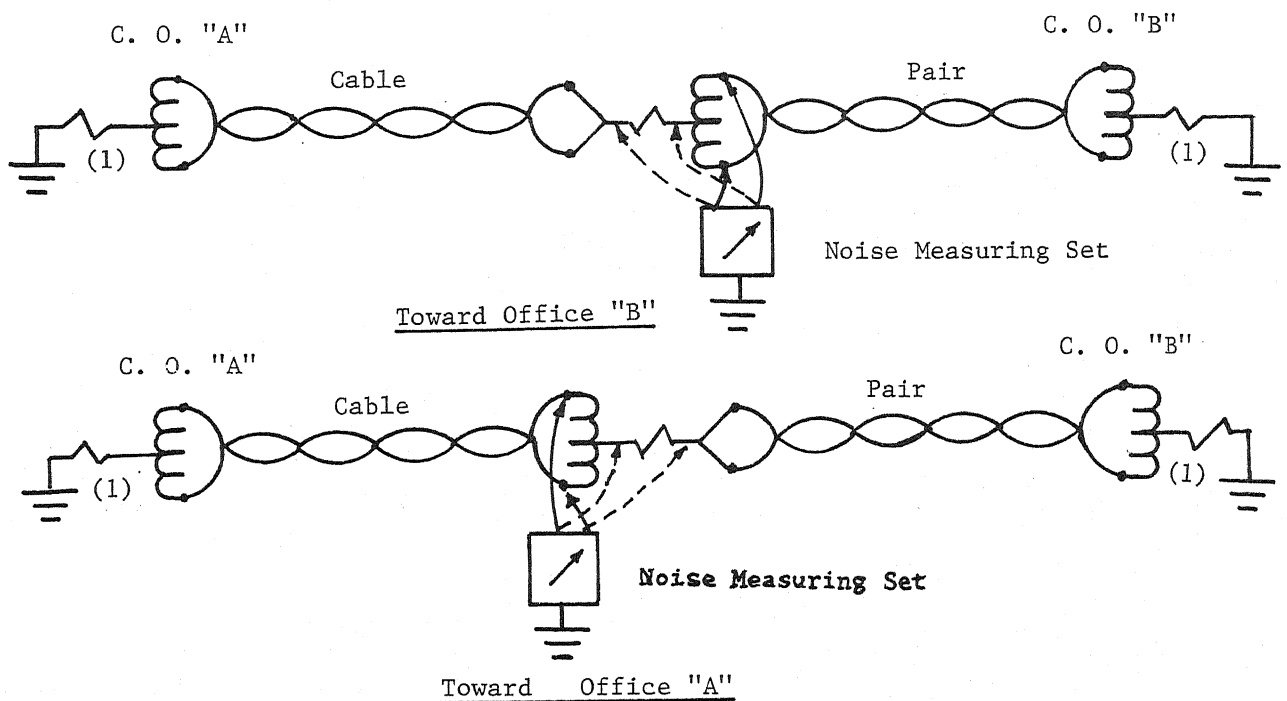 C. O. "A"
C. O. "B"
Cable
Pair
(1)
(1)
Noise Measuring Set
Toward Office "B"
C. O. "A"
C. O. "B"
Cable
Pair
(1)
(1)
Noise Measuring Set
Toward Office "A"